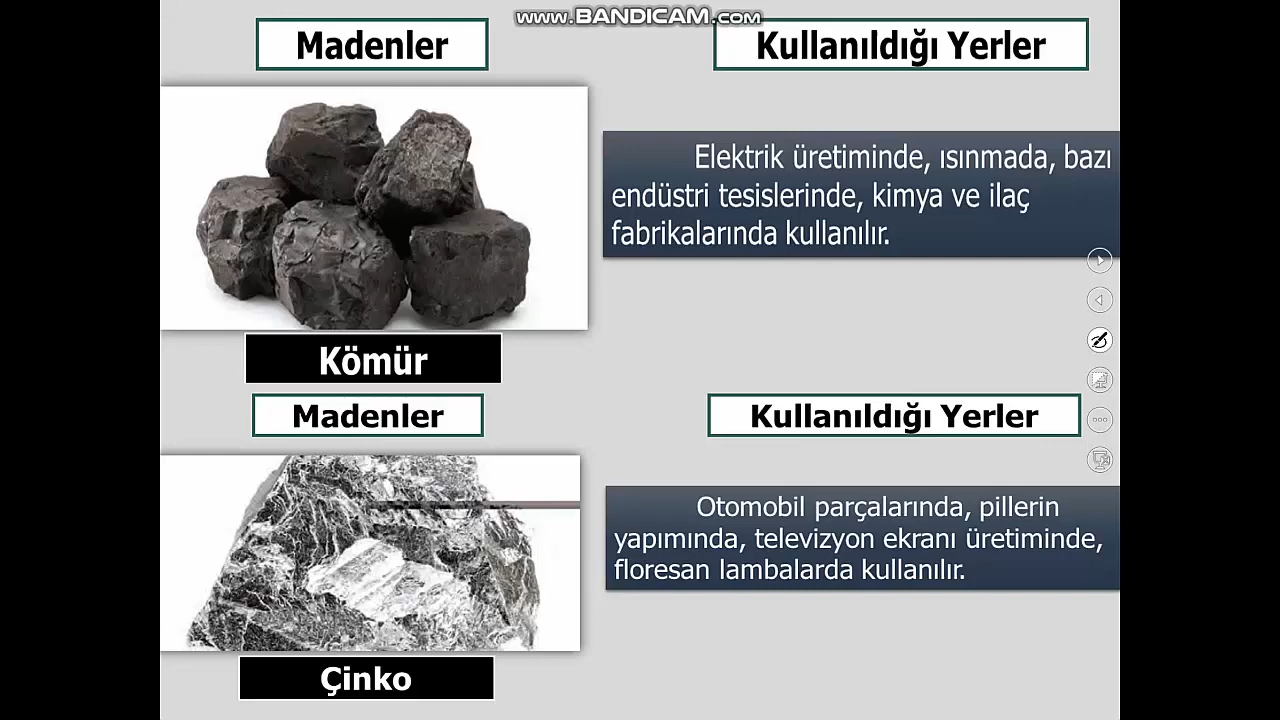 www.BANDICAM.com
Madenler
Kullanıldığı Yerler
Elektrik üretiminde, ısınmada, bazı
endüstri tesislerinde, kimya ve ilaç
fabrikalarında kullanılır.
Kömür
Madenler
Kullanıldığı Yerler
Otomobil parçalarında, pillerin
yapımında, televizyon ekranı üretiminde,
floresan lambalarda kullanılır.
Çinko